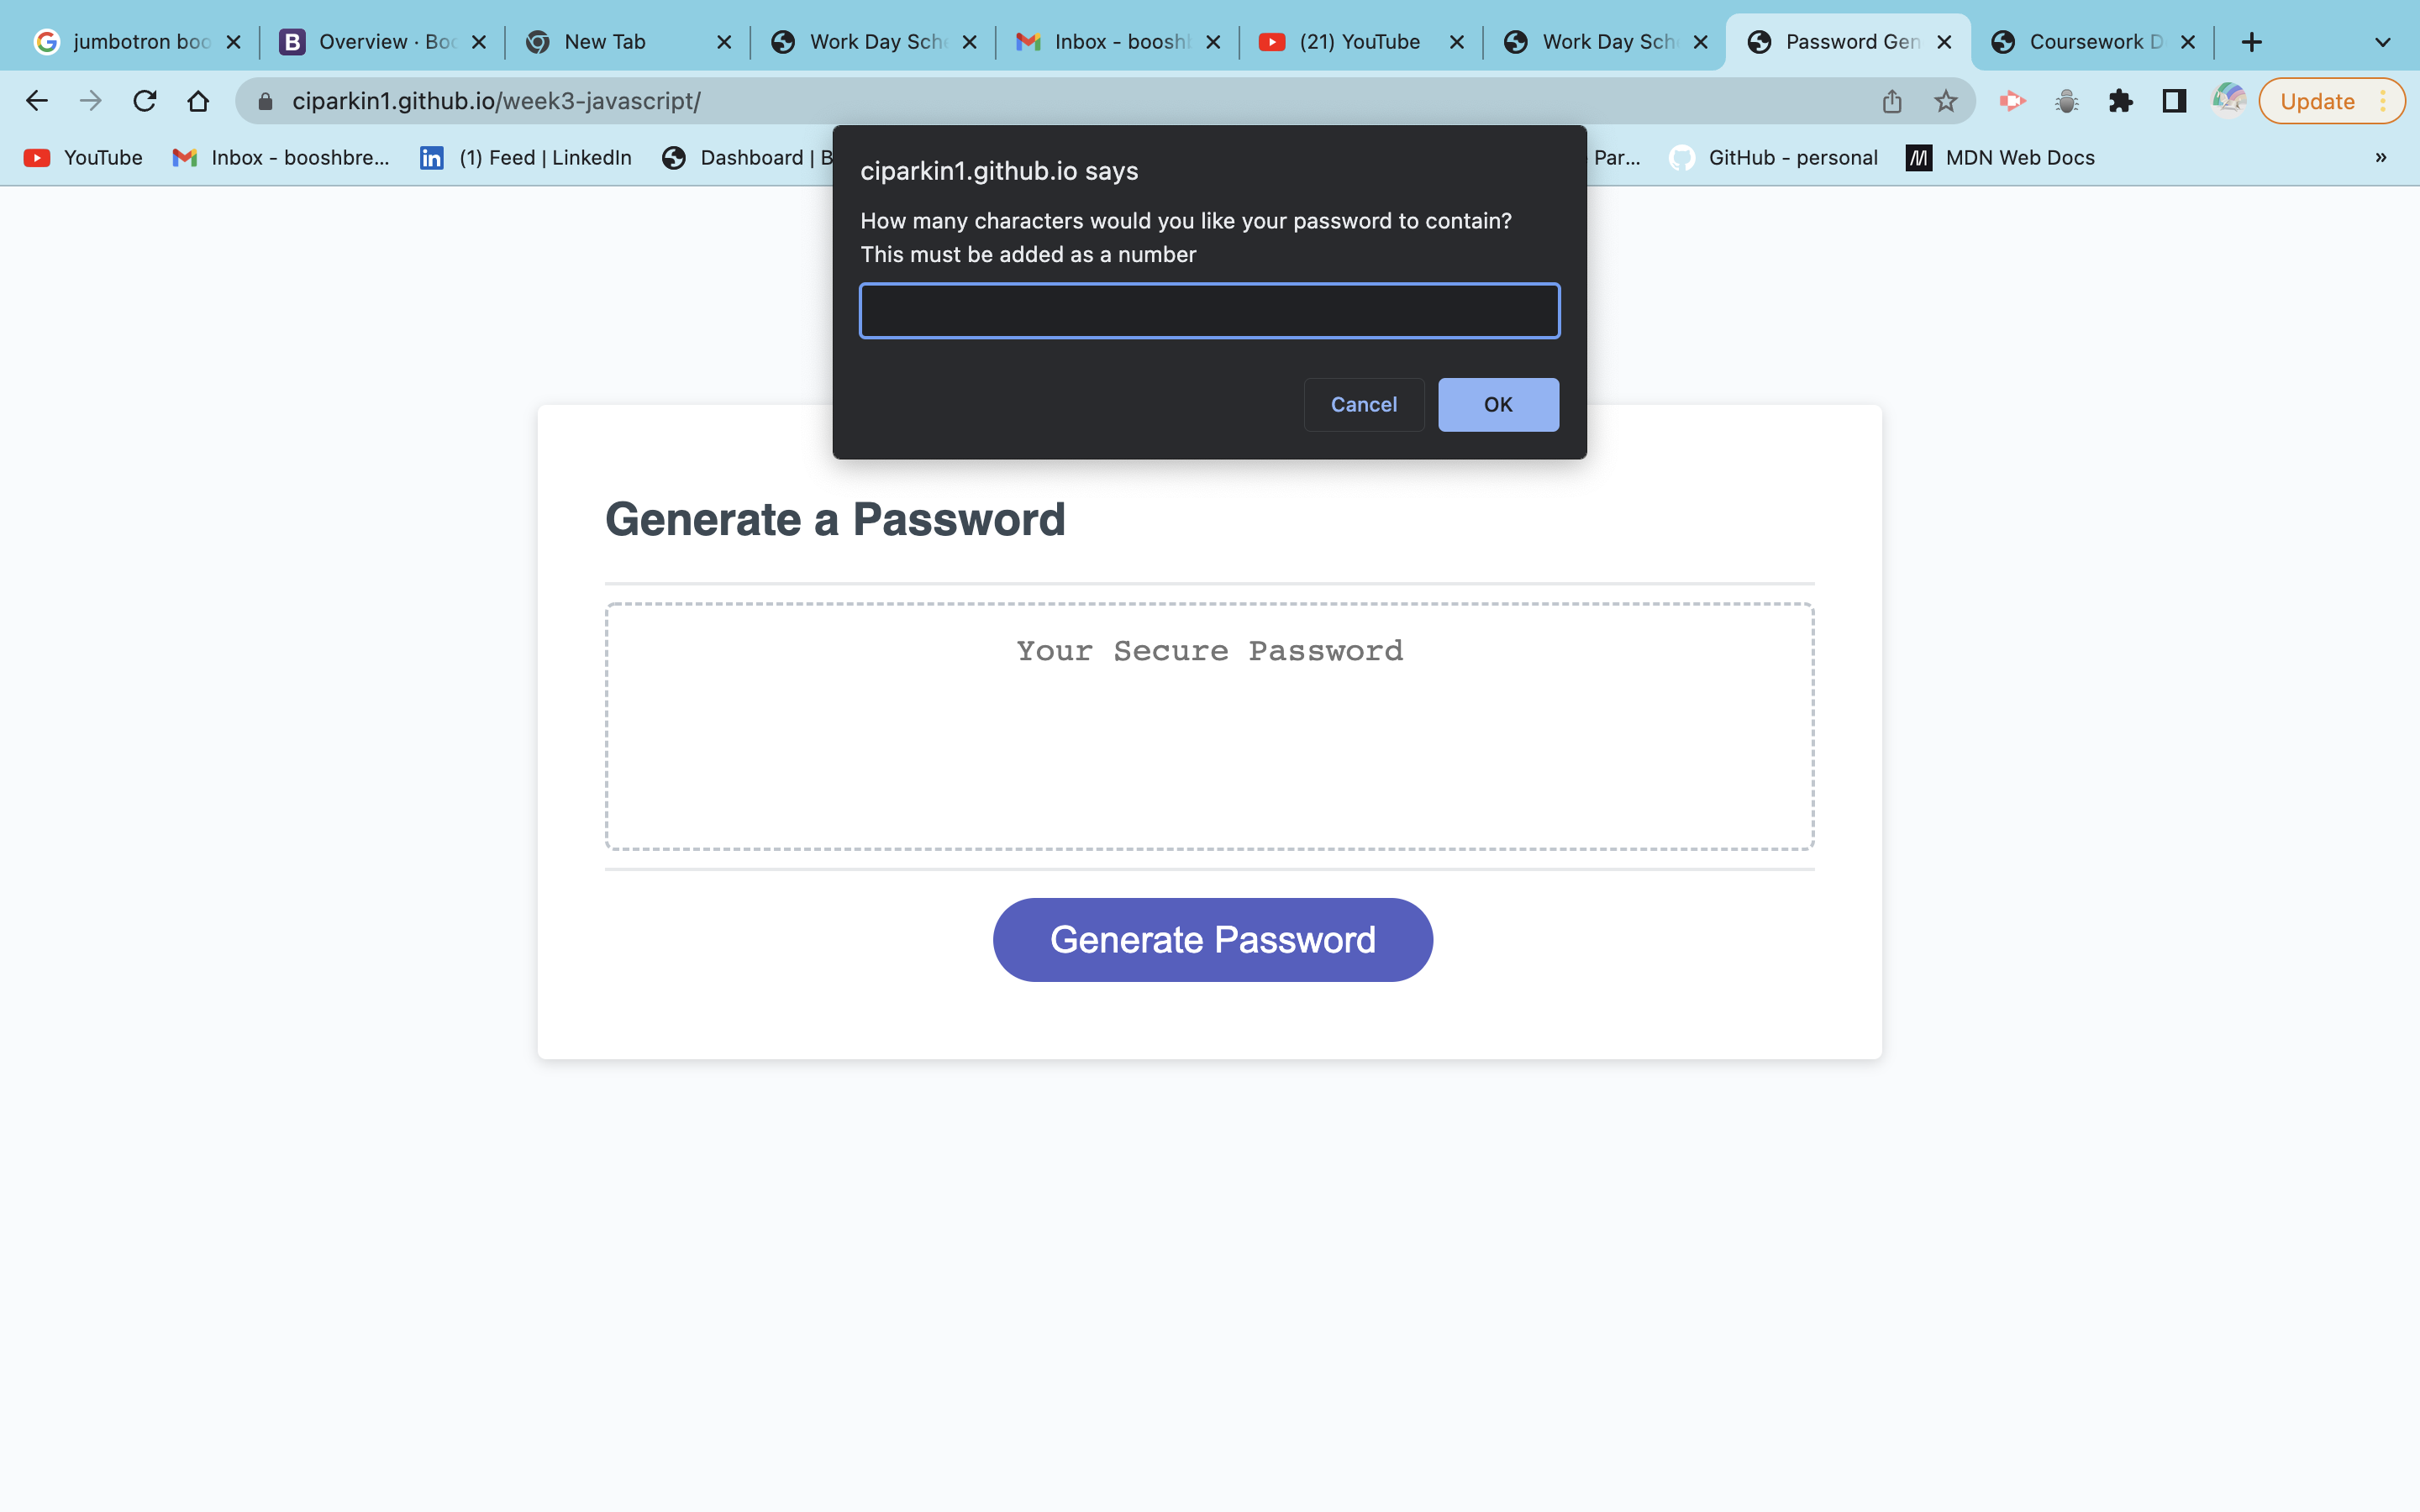 jumbotron boo
Overview · Boo
New Tab
Work Day Sche
Inbox - boosh
(21) YouTube
Work Day Sch
Password Gen
Coursework D
ciparkin1.github.io/week3-javascript/
Update
YouTube
Inbox - booshbre...
(1) Feed | LinkedIn
Dashboard | B
Par...
GitHub - personal
MDN Web Docs
»
ciparkin1.github.io says
How many characters would you like your password to contain?
This must be added as a number
Cancel
OK
Generate a Password
Your Secure Password
Generate Password